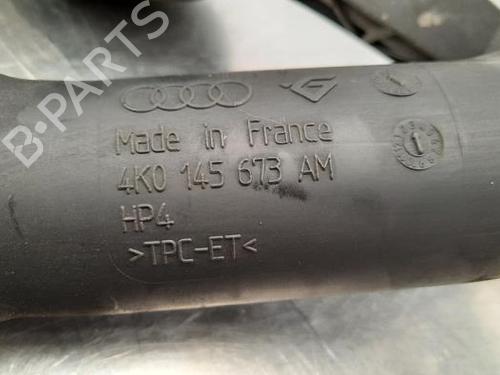 Made in France
4K0 145 673 AM
HP4
>TPC-ET<
B-PARTS